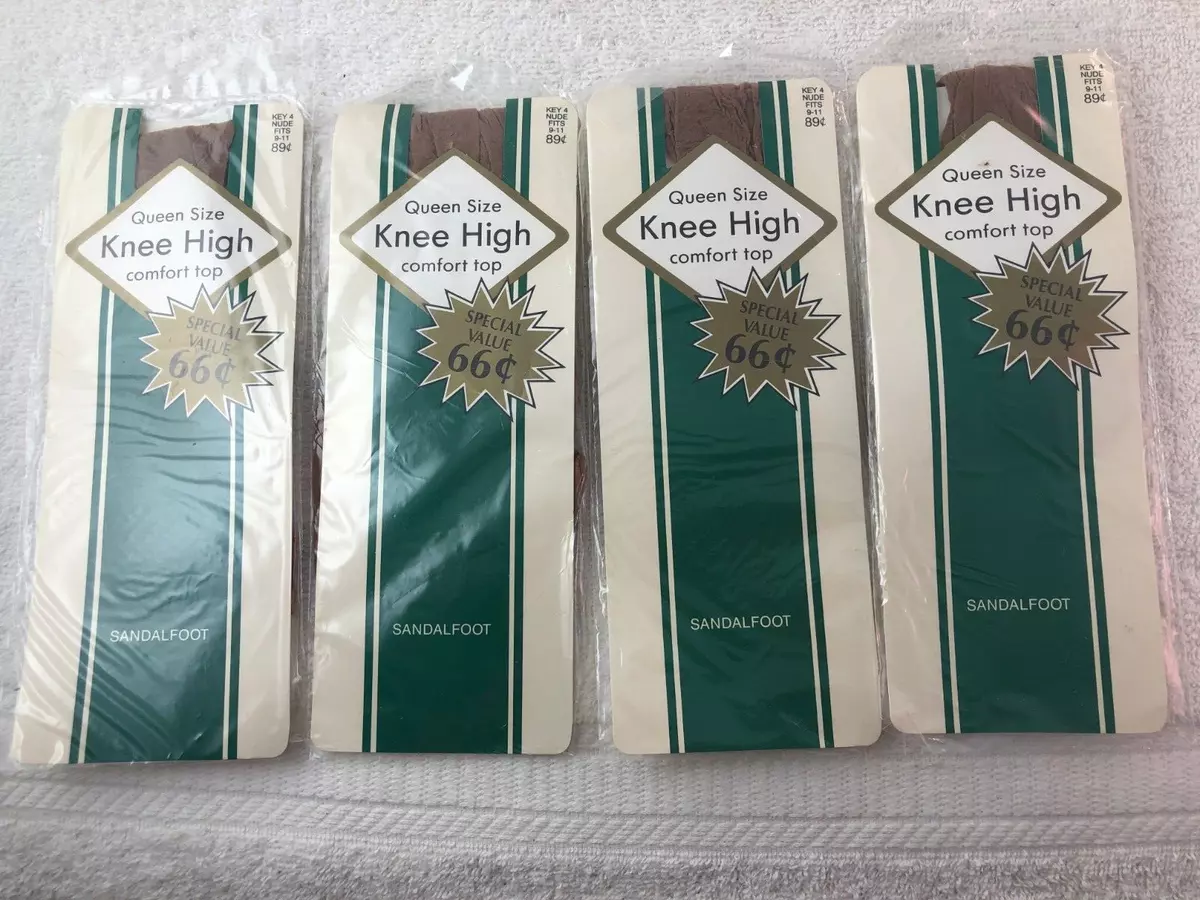 KEY 4
NUDE
FITS
9-11
89¢
Queen Size
Knee High
comfort top
SPECIAL
VALUE
66¢
SANDALFOOT
KEY 4
NUDE
FITS
9-11
89¢
Queen Size
Knee High
comfort top
SPECIAL
VALUE
66¢
SANDALFOOT
KEY 4
NUDE
FITS
9-11
89¢
Queen Size
Knee High
comfort top
SPECIAL
VALUE
66¢
SANDALFOOT
KEY 4
NUDE
FITS
9-11
89¢
Queen Size
Knee High
comfort top
SPECIAL
VALUE
66¢
SANDALFOOT